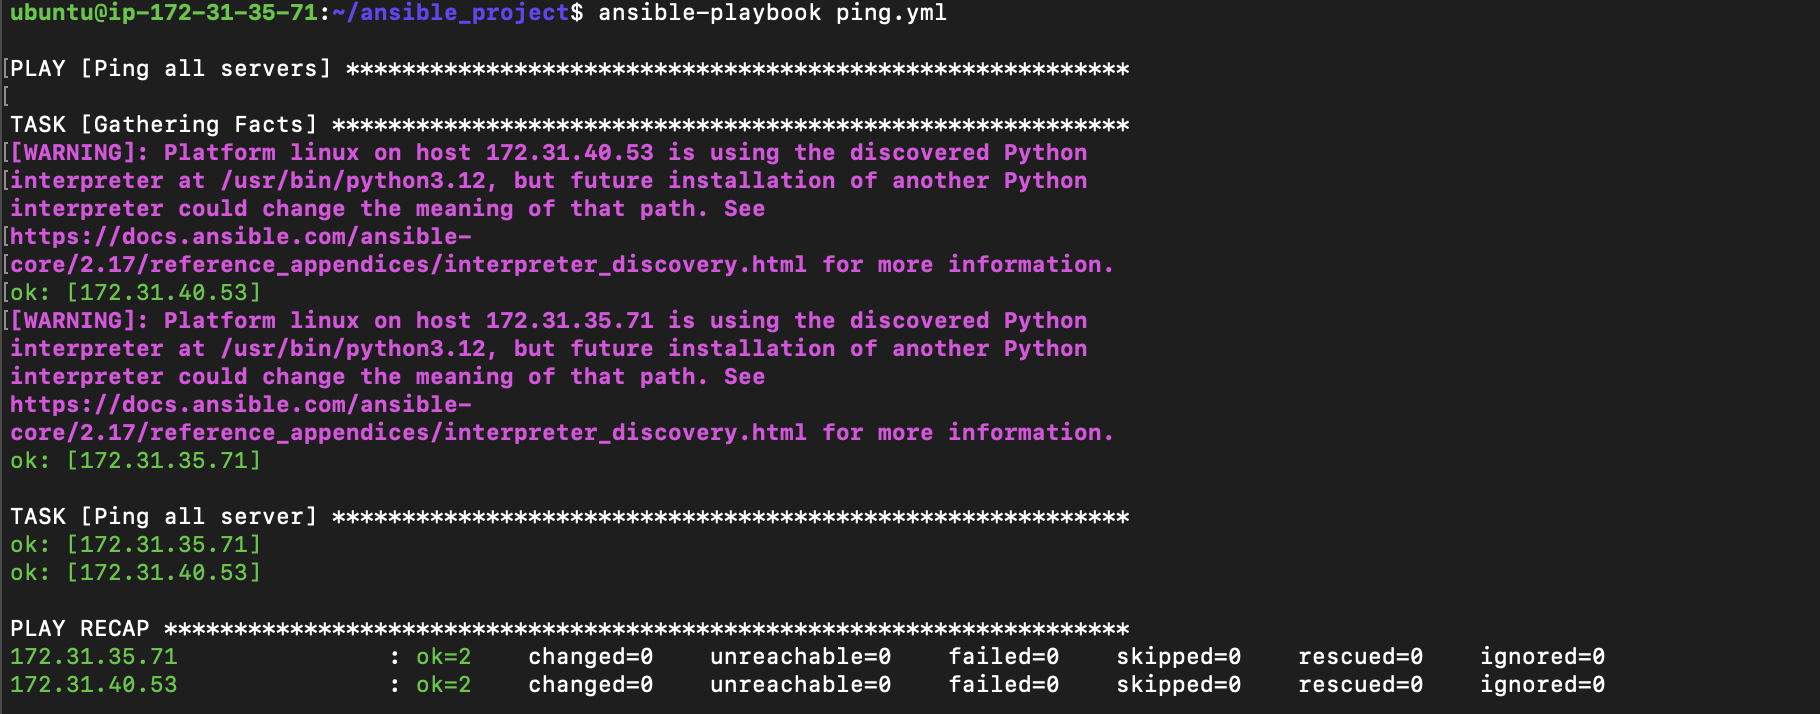 ubuntu@ip-172-31-35-71:~/ansible_project$ ansible-playbook ping.yml
[PLAY [Ping all servers] ********************************************************
[
TASK [Gathering Facts] *********************************************************
[[WARNING]: Platform linux on host 172.31.40.53 is using the discovered Python
[interpreter at /usr/bin/python3.12, but future installation of another Python
interpreter could change the meaning of that path. See
[https://docs.ansible.com/ansible-
[core/2.17/reference_appendices/interpreter_discovery.html for more information.
[ok: [172.31.40.53]
[[WARNING]: Platform linux on host 172.31.35.71 is using the discovered Python
interpreter at /usr/bin/python3.12, but future installation of another Python
interpreter could change the meaning of that path. See
https://docs.ansible.com/ansible-
core/2.17/reference_appendices/interpreter_discovery.html for more information.
ok: [172.31.35.71]
TASK [Ping all server] *********************************************************
ok: [172.31.35.71]
ok: [172.31.40.53]
PLAY RECAP *********************************************************************
172.31.35.71               : ok=2    changed=0    unreachable=0    failed=0    skipped=0    rescued=0    ignored=0
172.31.40.53               : ok=2    changed=0    unreachable=0    failed=0    skipped=0    rescued=0    ignored=0